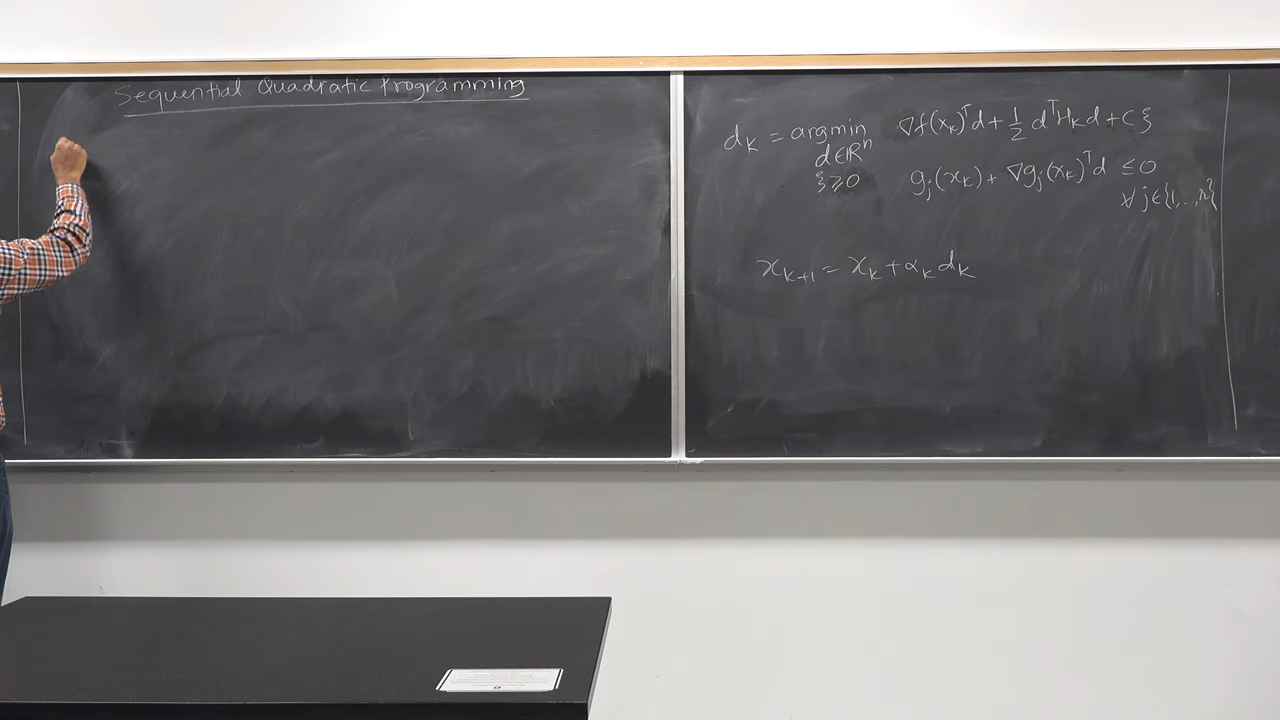 Sequential Quadratic Programming
d_k = argmin ∇f(x_k)^T d + 1/2 d^T H_k d + c ξ
d∈ℝ^n
ξ ≥ 0 g_j(x_k) + ∇g_j(x_k)^T d ≤ 0
∀ j∈{1,..,r}
x_{k+1} = x_k + α_k d_k